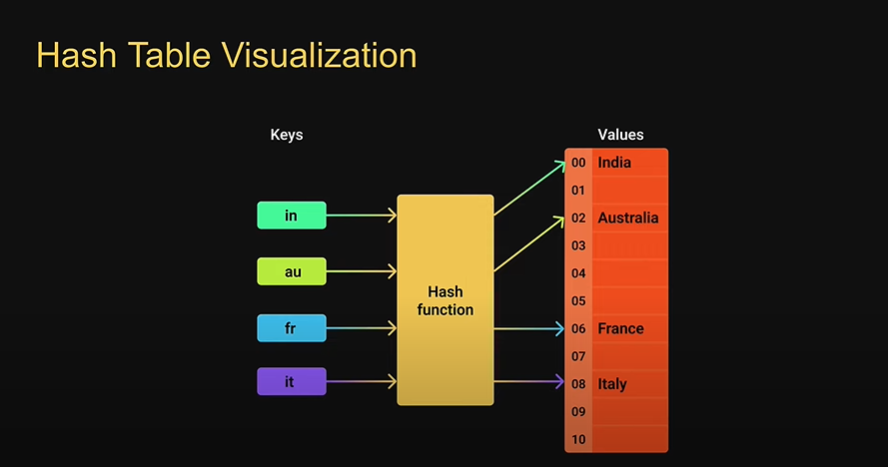 Hash Table Visualization
Keys
Values
in
au
fr
it
Hash
function
00 India
01
02 Australia
03
04
05
06 France
07
08 Italy
09
10